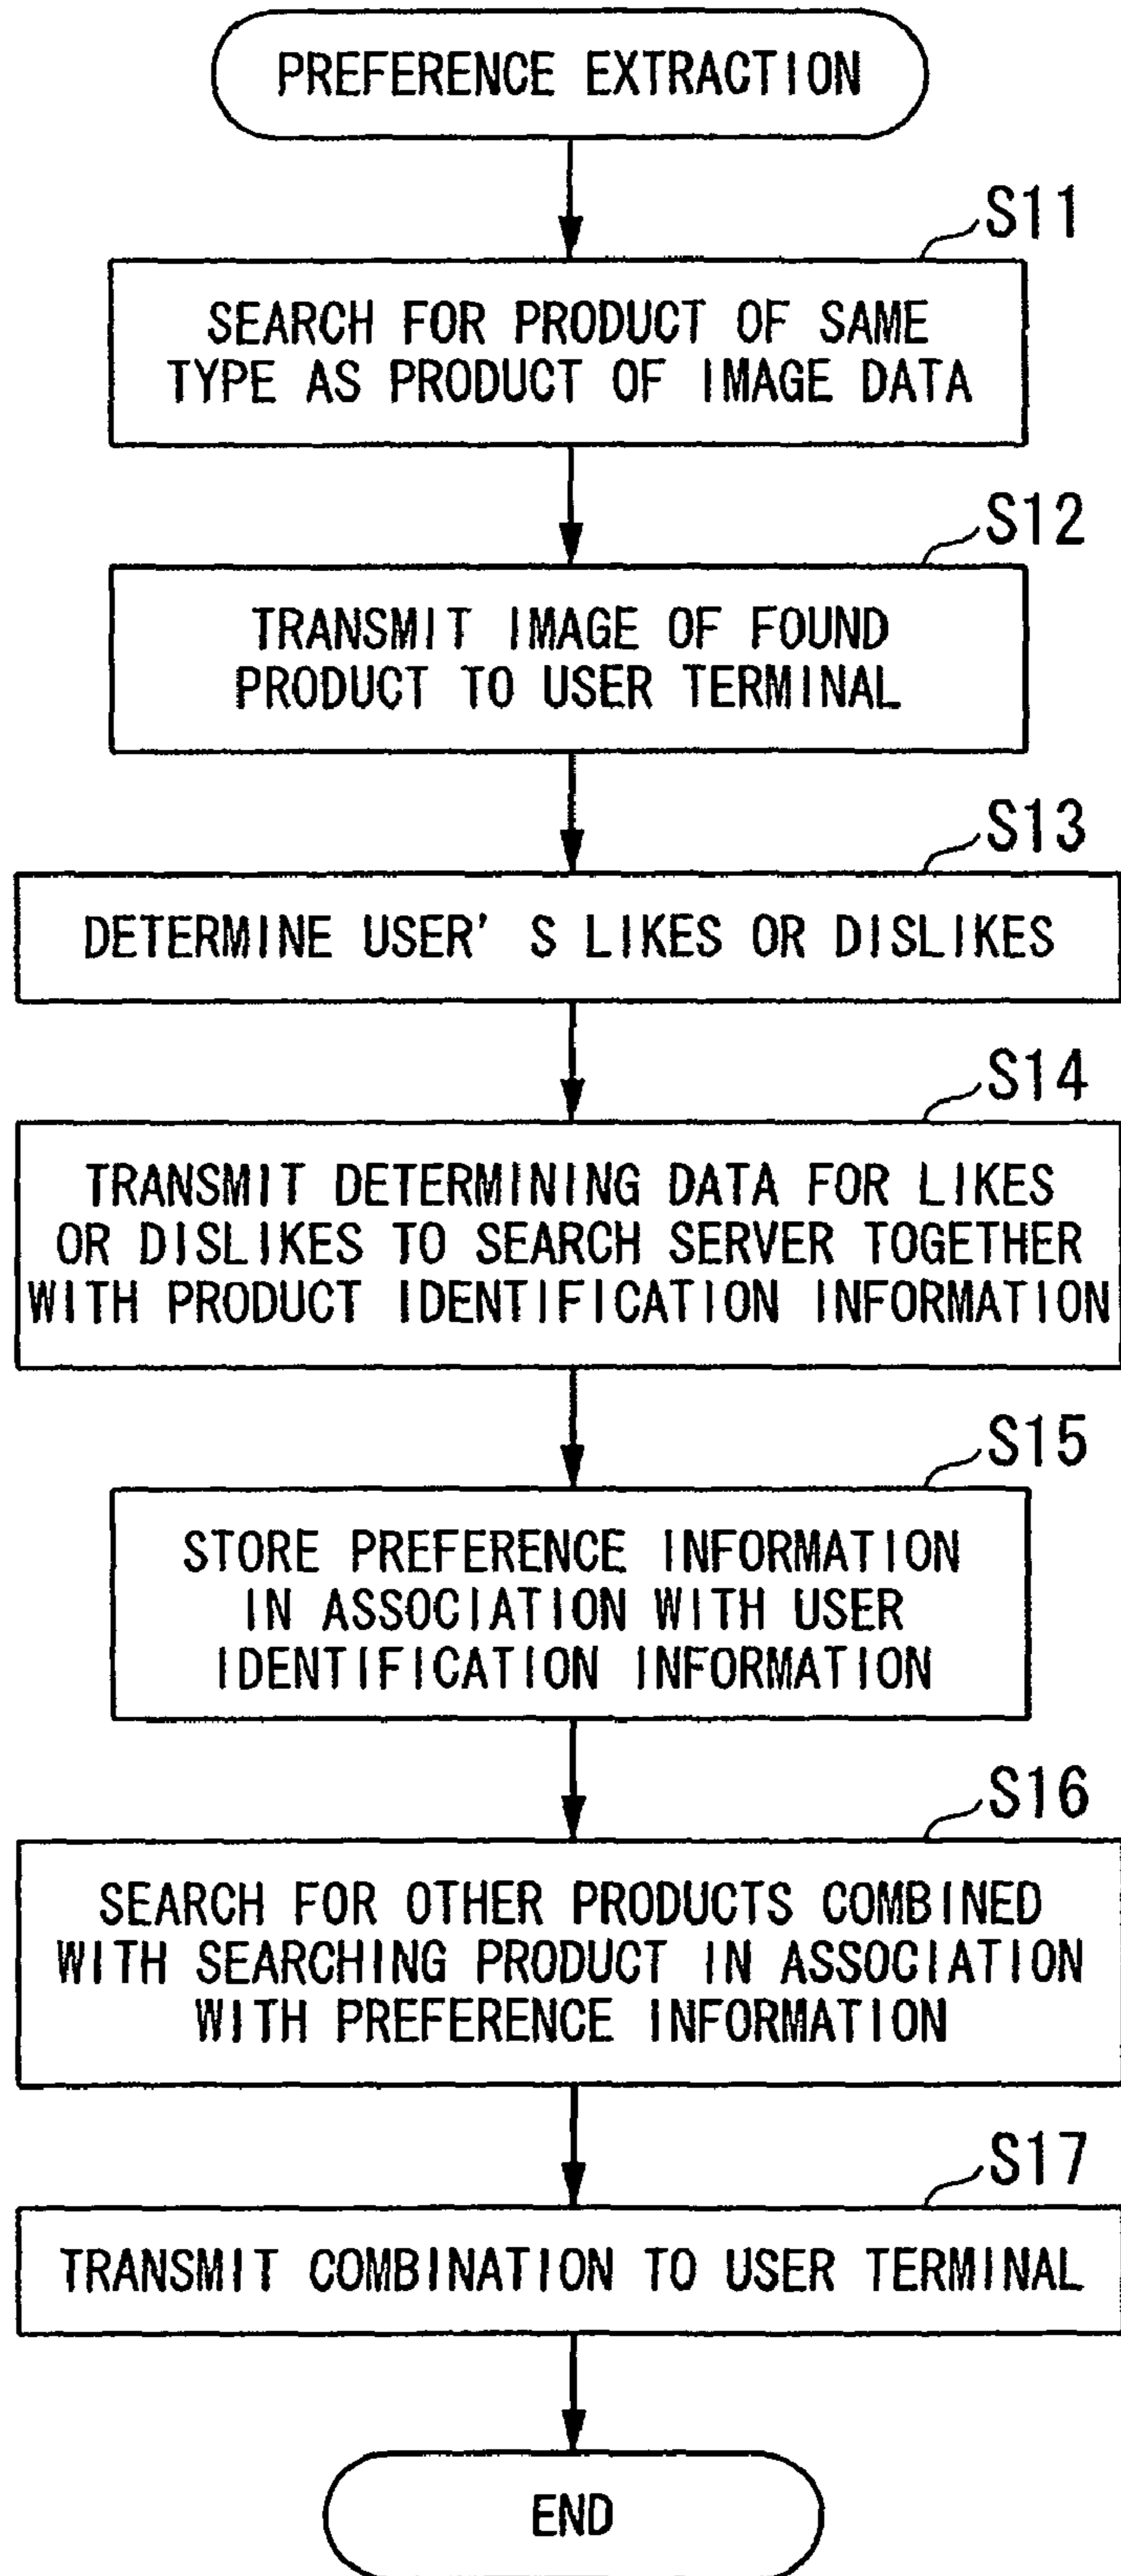 PREFERENCE EXTRACTION
S11
SEARCH FOR PRODUCT OF SAME
TYPE AS PRODUCT OF IMAGE DATA
S12
TRANSMIT IMAGE OF FOUND
PRODUCT TO USER TERMINAL
S13
DETERMINE USER' S LIKES OR DISLIKES
S14
TRANSMIT DETERMINING DATA FOR LIKES
OR DISLIKES TO SEARCH SERVER TOGETHER
WITH PRODUCT IDENTIFICATION INFORMATION
S15
STORE PREFERENCE INFORMATION
IN ASSOCIATION WITH USER
IDENTIFICATION INFORMATION
S16
SEARCH FOR OTHER PRODUCTS COMBINED
WITH SEARCHING PRODUCT IN ASSOCIATION
WITH PREFERENCE INFORMATION
S17
TRANSMIT COMBINATION TO USER TERMINAL
END